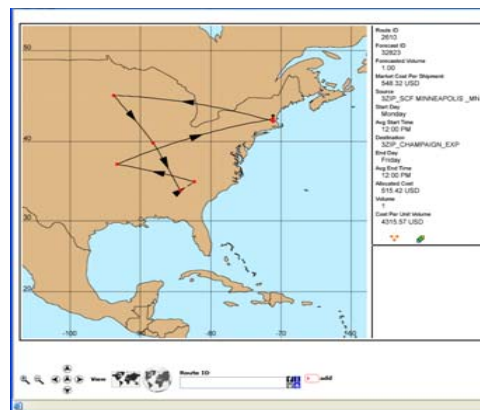 50
40
30
20
-100
-90
-80
-70
Route ID
2610
Forecast ID
32823
Forecasted Volume
1.00
Market Cost Per Shipment
548.32 USD
Source
3ZIP_SCF MINNEAPOLIS _MN
Start Day
Monday
Avg Start Time
12:00 PM
Destination
3ZIP_CHAMPAIGN_EXP
End Day
Friday
Avg End Time
12:00 PM
Allocated Cost
515.42 USD
Volume
1
Cost Per Unit Volume
4315.57 USD
Route ID
add